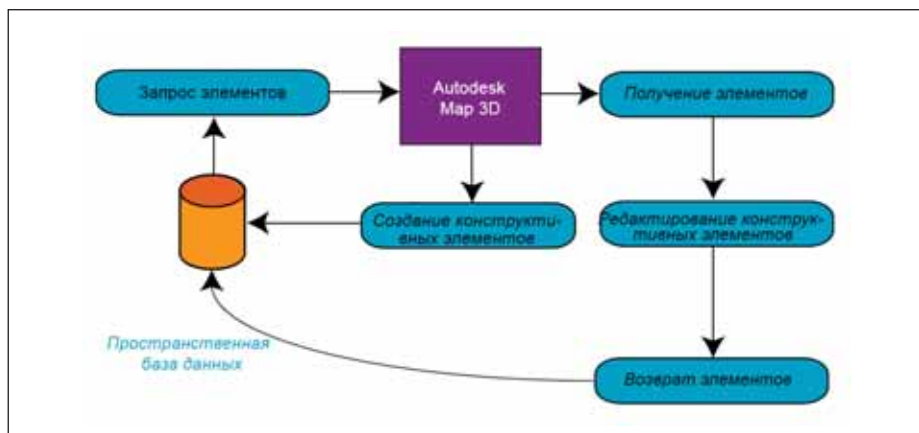 Запрос элементов
Autodesk
Map 3D
Получение элементов
Создание конструкти-
вных элементов
Редактирование конструк-
тивных элементов
Пространственная
база данных
Возврат элементов